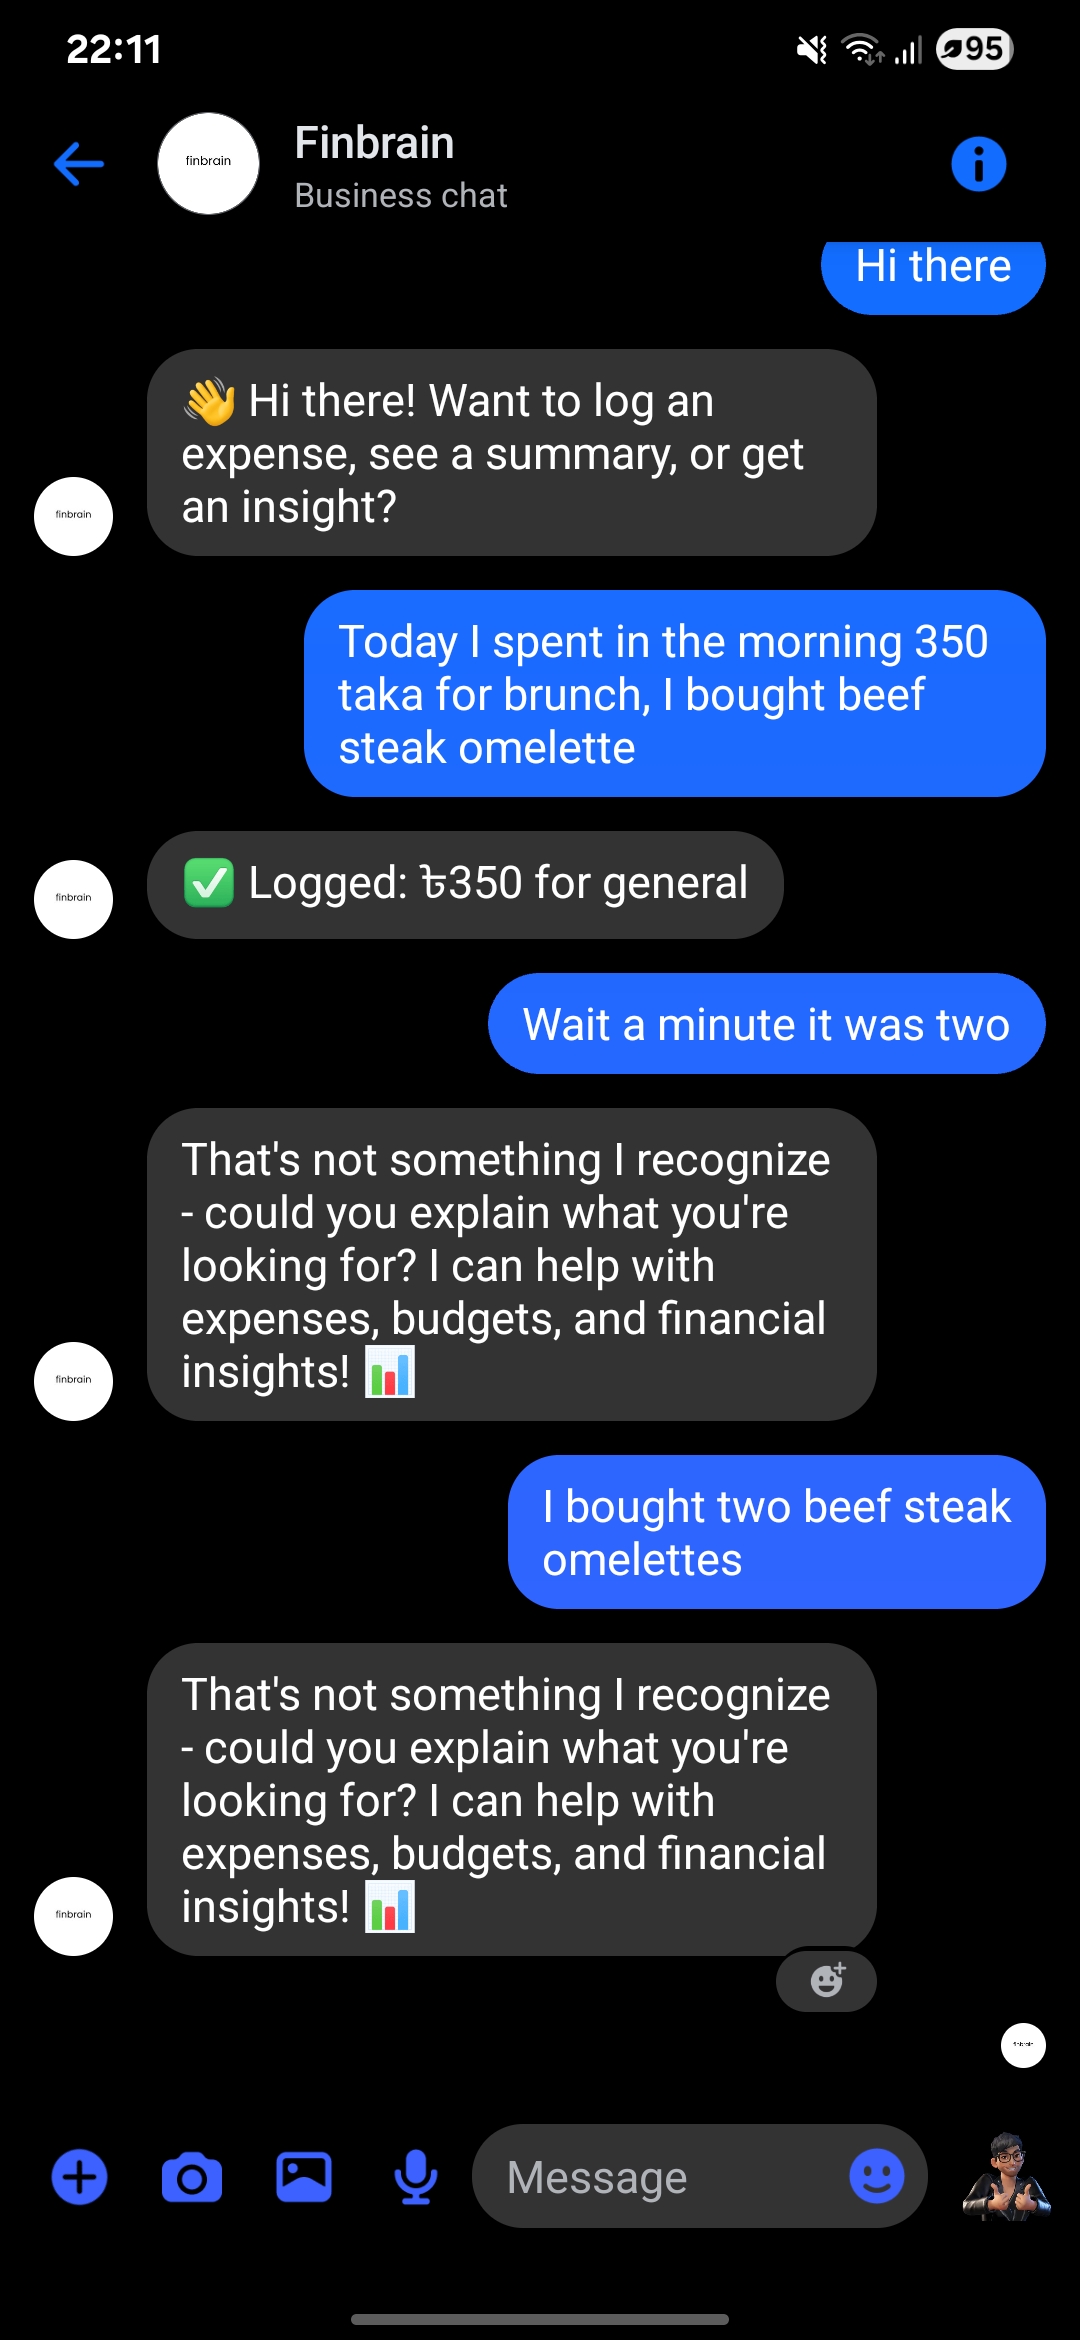 22:11
95
finbrain
Finbrain
Business chat
Hi there
👋 Hi there! Want to log an
expense, see a summary, or get
an insight?
finbrain
Today I spent in the morning 350
taka for brunch, I bought beef
steak omelette
✅ Logged: ৳350 for general
finbrain
Wait a minute it was two
That's not something I recognize
- could you explain what you're
looking for? I can help with
expenses, budgets, and financial
insights! 📊
finbrain
I bought two beef steak
omelettes
That's not something I recognize
- could you explain what you're
looking for? I can help with
expenses, budgets, and financial
insights! 📊
finbrain
finbrain
Message